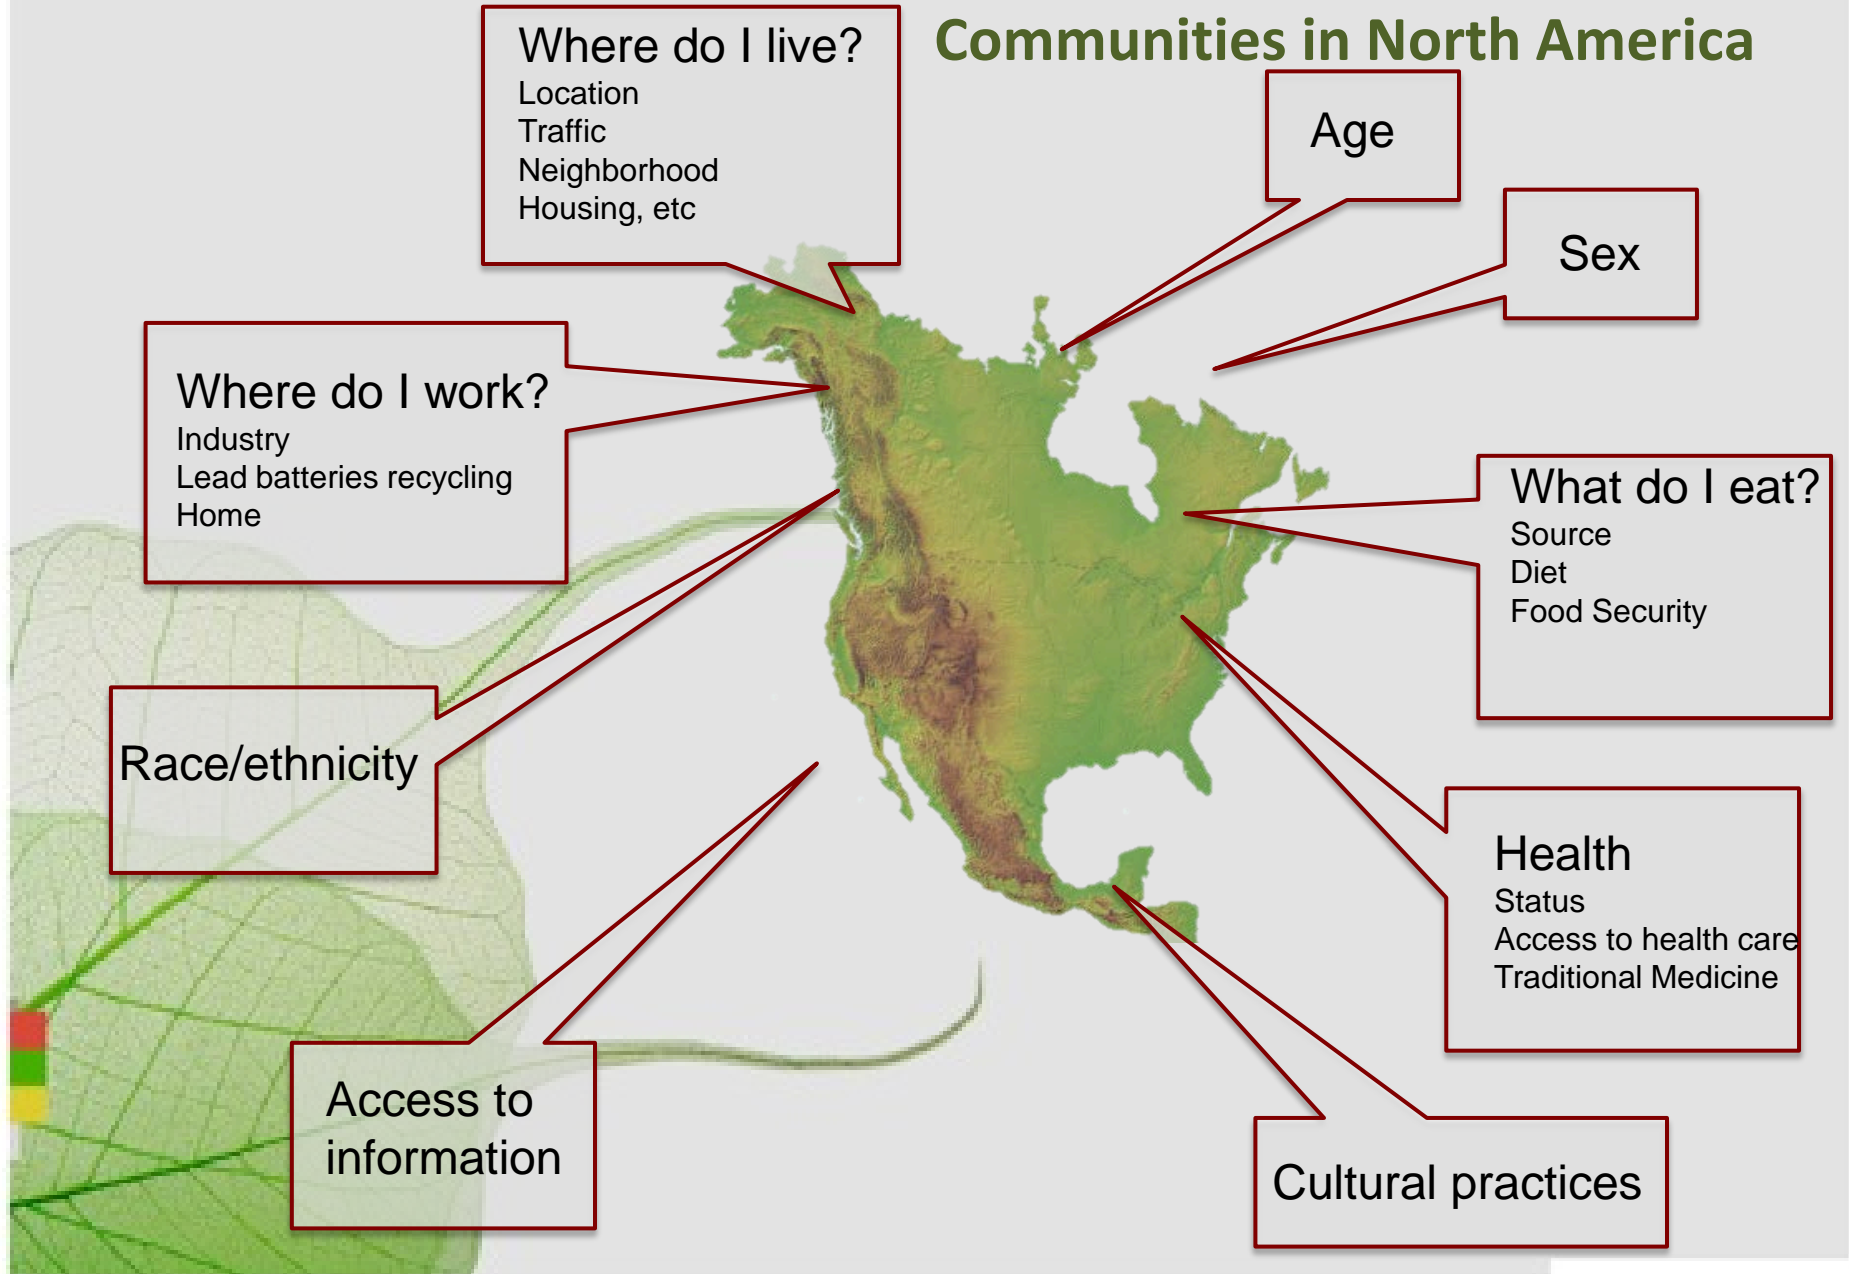 Communities in North America
Where do I live?
Location
Traffic
Neighborhood
Housing, etc
Age
Sex
Where do I work?
Industry
Lead batteries recycling
Home
What do I eat?
Source
Diet
Food Security
Race/ethnicity
Health
Status
Access to health care
Traditional Medicine
Access to
information
Cultural practices